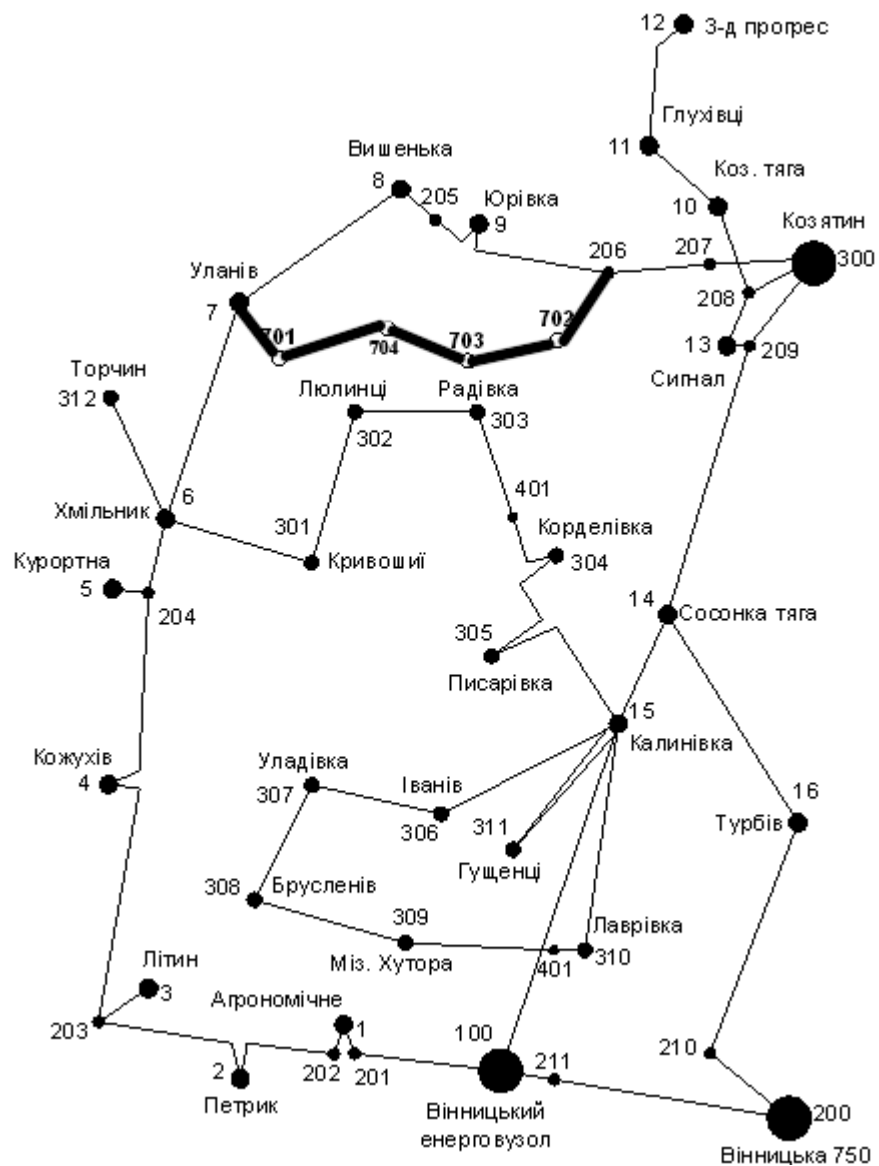 12
З-д прогрес
Глухівці
11
Вишенька
Коз. тяга
8
205
Юрівка
10
9
Козятин
206
207
300
Уланів
208
7
701
702
704
703
13
209
Торчин
Сигнал
312
Люлинці
Радівка
302
303
6
401
Хмільник
301
Корделівка
Курортна
Кривошиї
304
5
14
204
Сосонка тяга
305
Писарівка
15
Калинівка
Кожухів
Уладівка
Іванів
16
4
307
311
Турбів
306
Гущенці
308
Брусленів
309
Лаврівка
Міз. Хутора
401
310
Літин
3
Агрономічне
203
1
100
210
2
202
201
211
Петрик
Вінницький
енерговузол
200
Вінницька 750